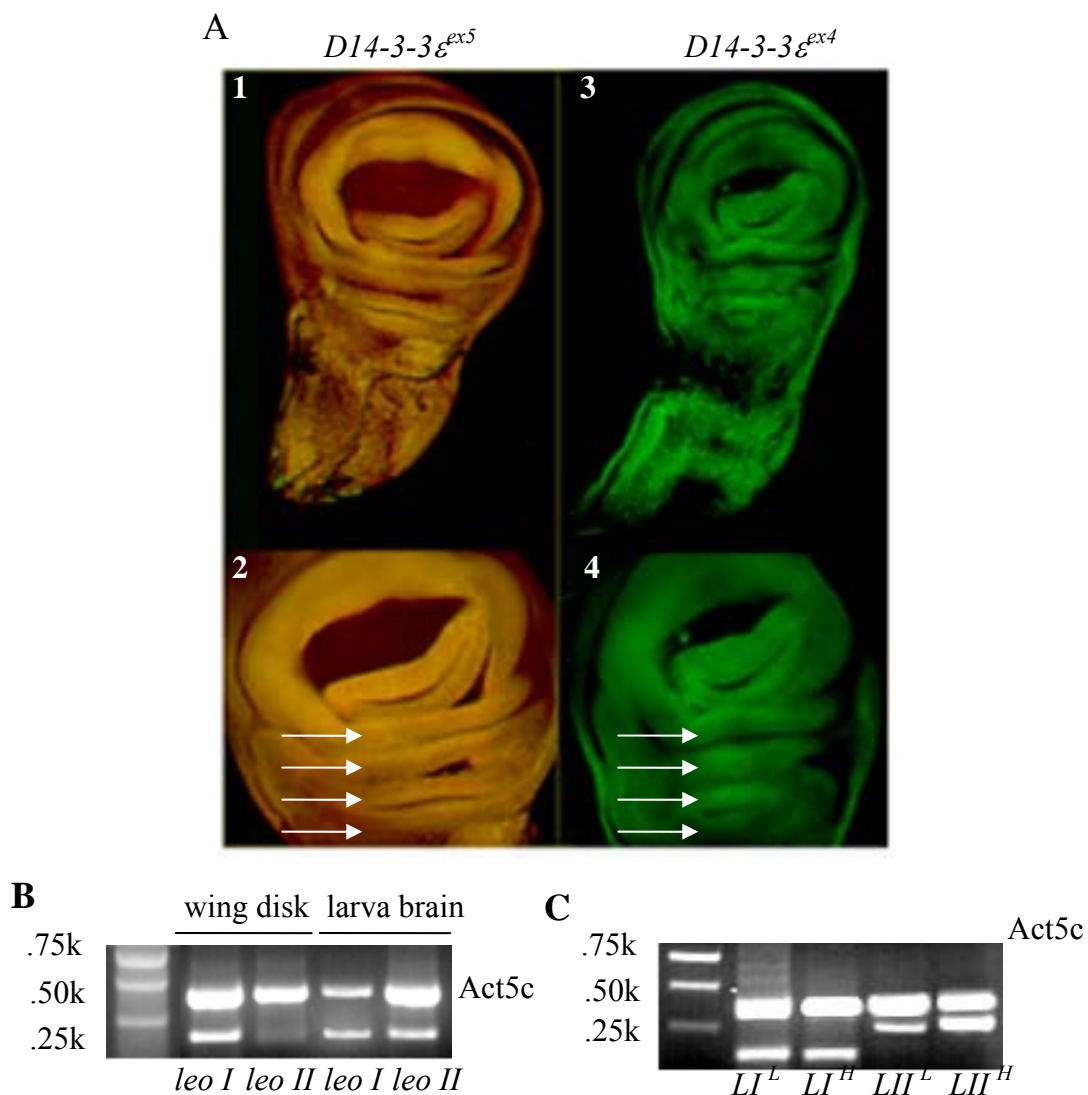 A
D14-3-3ε^ex5 D14-3-3ε^ex4
1 3
2 4
B
wing disk larva brain
.75k
.50k
.25k
Act5c
leo I leo II leo I leo II
C
Act5c
.75k
.50k
.25k
LI^L LI^H LII^L LII^H